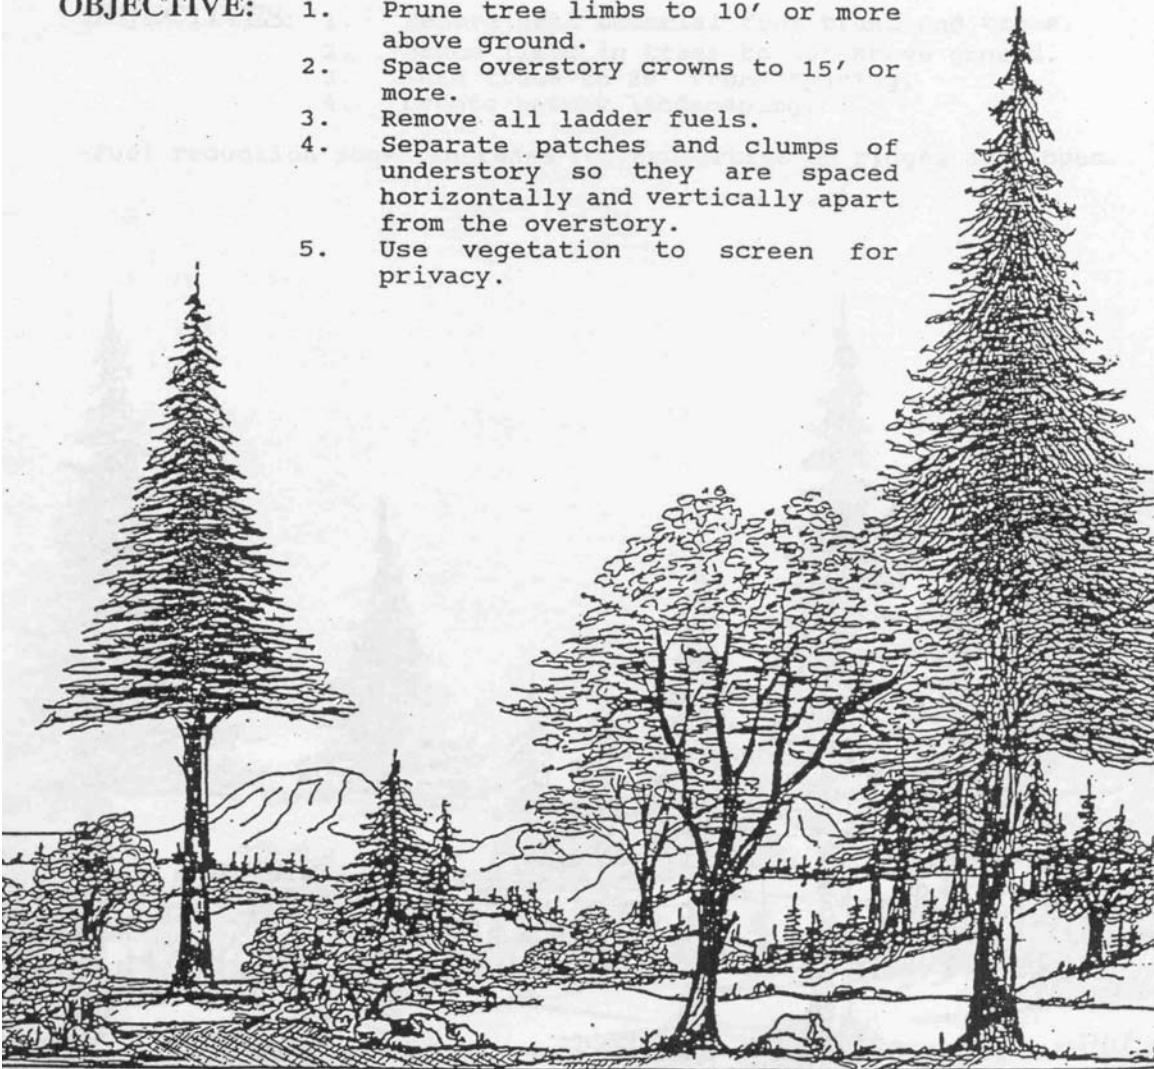 OBJECTIVE: 1. Prune tree limbs to 10' or more
above ground.
2. Space overstory crowns to 15' or
more.
3. Remove all ladder fuels.
4. Separate patches and clumps of
understory so they are spaced
horizontally and vertically apart
from the overstory.
5. Use vegetation to screen for
privacy.